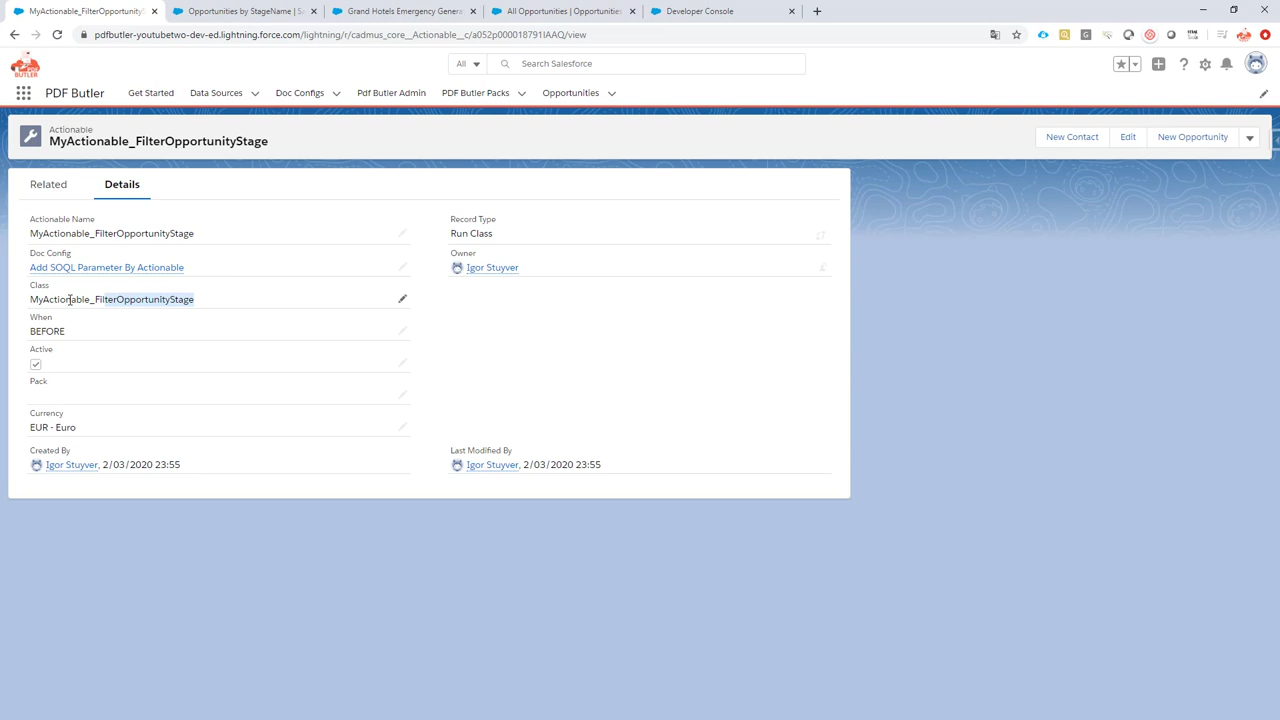 MyActionable_FilterOpportunityS
Opportunities by StageName | Sa
Grand Hotels Emergency Genera
All Opportunities | Opportunities
Developer Console
pdfbutler-youtubetwo-dev-ed.lightning.force.com/lightning/r/cadmus_core__Actionable__c/a052p000018791IAAQ/view
All
Search Salesforce
PDF Butler
Get Started
Data Sources
Doc Configs
Pdf Butler Admin
PDF Butler Packs
Opportunities
Actionable
MyActionable_FilterOpportunityStage
New Contact
Edit
New Opportunity
Related
Details
Actionable Name
MyActionable_FilterOpportunityStage
Record Type
Run Class
Doc Config
Add SOQL Parameter By Actionable
Owner
Igor Stuyver
Class
MyActionable_FilterOpportunityStage
When
BEFORE
Active
Pack
Currency
EUR - Euro
Created By
Igor Stuyver, 2/03/2020 23:55
Last Modified By
Igor Stuyver, 2/03/2020 23:55